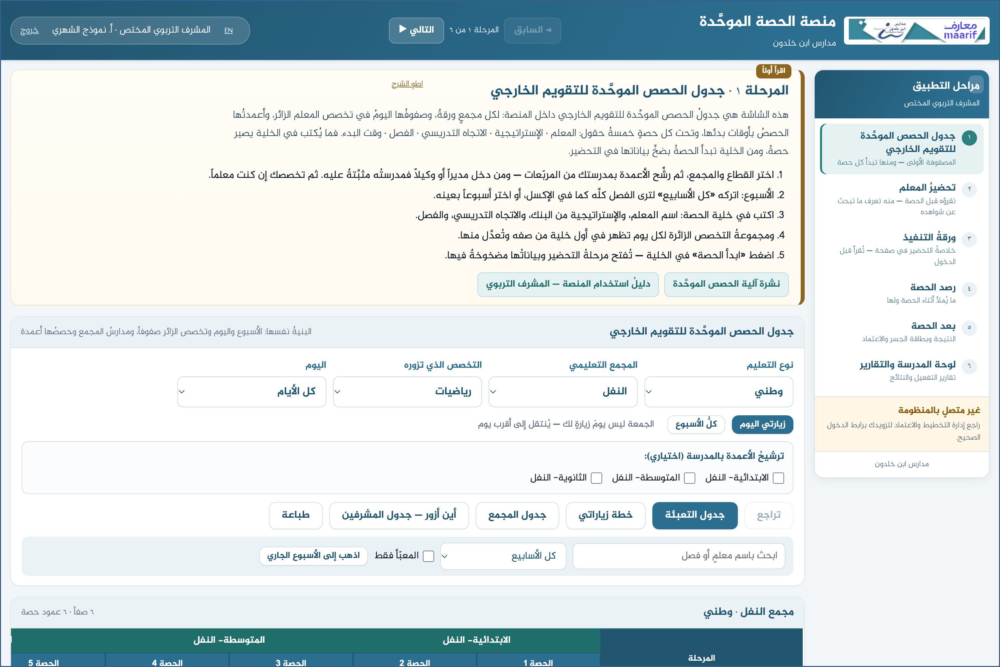 معارف
maarif
مدارس
ابن خلدون
منصة الحصة الموحَّدة
مدارس ابن خلدون
◄ السابق
المرحلة ١ من ٦
التالي ◄
EN
المشرف التربوي المختص · أ. نموذج الشهري
خروج
مراحل التطبيق
المشرف التربوي المختص
١
جدول الحصص الموحَّدة
للتقويم الخارجي
المصفوفة الأولى — ومنها تبدأ كل حصة
٢
تحضيرُ المعلم
تقرؤه قبل الحصة — منه تعرف ما تبحث
عن شواهده
٣
ورقةُ التنفيذ
خلاصةُ التحضير في صفحة — تُقرأ قبل
الدخول
٤
رصد الحصة
ما يُملأ أثناء الحصة ولها
٥
بعد الحصة
النتيجة وبطاقة الجسر والاعتماد
٦
لوحة المدرسة والتقارير
تقارير التفعيل والنتائج
غير متصلٍ بالمنظومة
راجع إدارة التخطيط والاعتماد لتزويدك برابط الدخول
الصحيح.
مدارس ابن خلدون
اقرأ أولاً
المرحلة ١ · جدول الحصص الموحَّدة للتقويم الخارجي
اطوِ الشرح
هذه الشاشة هي جدولُ الحصص الموحَّدة للتقويم الخارجي داخل المنصة: لكل مجمعٍ ورقةٌ، وصفوفُها اليومُ في تخصص المعلم الزائر، وأعمدتُها
الحصصُ بأوقات بدئها، وتحت كل حصةٍ خمسةُ حقول: المعلم · الإستراتيجية · الاتجاه التدريسي · الفصل · وقت البدء. فما يُكتب في الخلية يصير
حصةً، ومن الخلية تبدأ الحصةُ بضخِّ بياناتها في التحضير.
1. اختر القطاع والمجمع، ثم رشِّح الأعمدة بمدرستك من المربّعات — ومن دخل مديراً أو وكيلاً فمدرستُه مثبَّتةٌ عليه. ثم تخصصك إن كنت معلماً.
2. الأسبوع: اتركه «كل الأسابيع» لترى الفصل كلَّه كما في الإكسل، أو اختر أسبوعاً بعينه.
3. اكتب في خلية الحصة: اسم المعلم، والإستراتيجية من البنك، والاتجاه التدريسي، والفصل.
4. ومجموعةُ التخصص الزائرة لكل يوم تظهر في أول خلية من صفه وتُعدَّل منها.
5. اضغط «ابدأ الحصة» في الخلية — تُفتح مرحلةُ التحضير وبياناتُها مضخوخةٌ فيها.
نشرة آلية الحصص الموحَّدة
دليلُ استخدام المنصة — المشرف التربوي
جدول الحصص الموحَّدة للتقويم الخارجي
البنيةُ نفسها: الأسبوع واليوم وتخصص الزائر صفوفاً، ومدارسُ المجمع وحصصُها أعمدة
نوع التعليم
المجمع التعليمي
التخصص الذي تزوره
اليوم
وطني
النفل
رياضيات
كل الأيام
زيارتي اليوم
كلُّ الأسبوع
الجمعة ليس يومَ زيارةٍ لك — يُنتقل إلى أقرب يوم
ترشيحُ الأعمدة بالمدرسة (اختياري):
الابتدائية- النفل
المتوسطة- النفل
الثانوية- النفل
تراجع
جدول التعبئة
خطة زياراتي
جدول المجمع
أين أزور — جدول المشرفين
طباعة
ابحث باسم معلمٍ أو فصل
كل الأسابيع
المعبّأ فقط
اذهب إلى الأسبوع الجاري
مجمع النفل · وطني
٦ صفاً · ٦ عمود حصة
المرحلة
الابتدائية- النفل
المتوسطة- النفل
الحصة 1
الحصة 2
الحصة 3
الحصة 4
الحصة 5